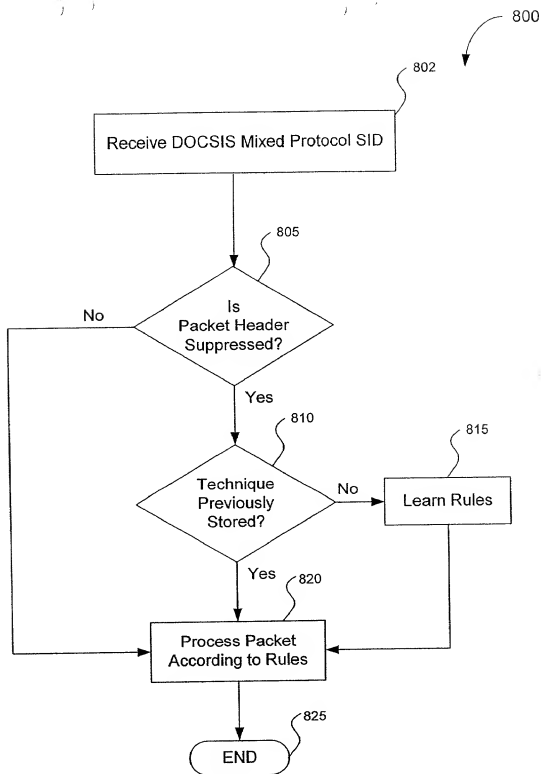 800
802
Receive DOCSIS Mixed Protocol SID
805
Is
Packet Header
Suppressed?
No
Yes
810
Technique
Previously
Stored?
No
815
Learn Rules
Yes
820
Process Packet
According to Rules
825
END